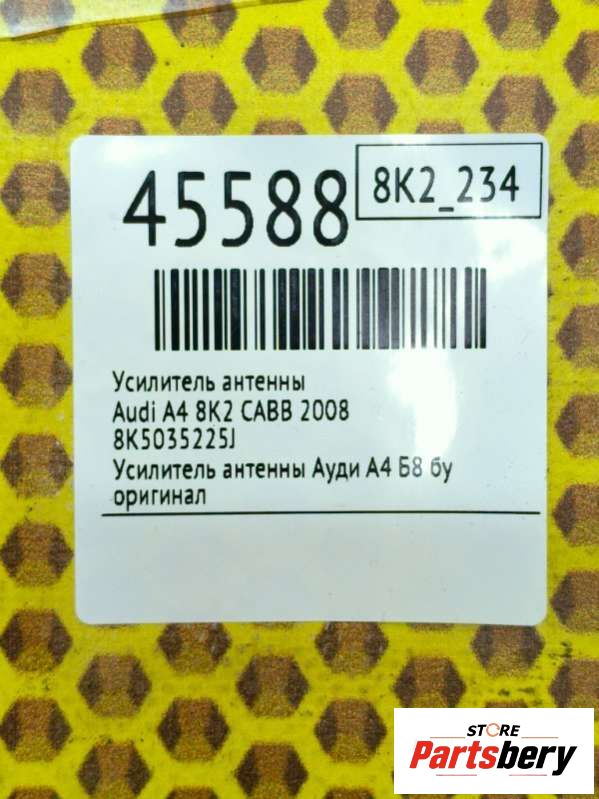 45588
8K2_234
Усилитель антенны
Audi A4 8K2 CABB 2008
8K5035225J
Усилитель антенны Ауди А4 Б8 бу
оригинал
STORE
Partsbery